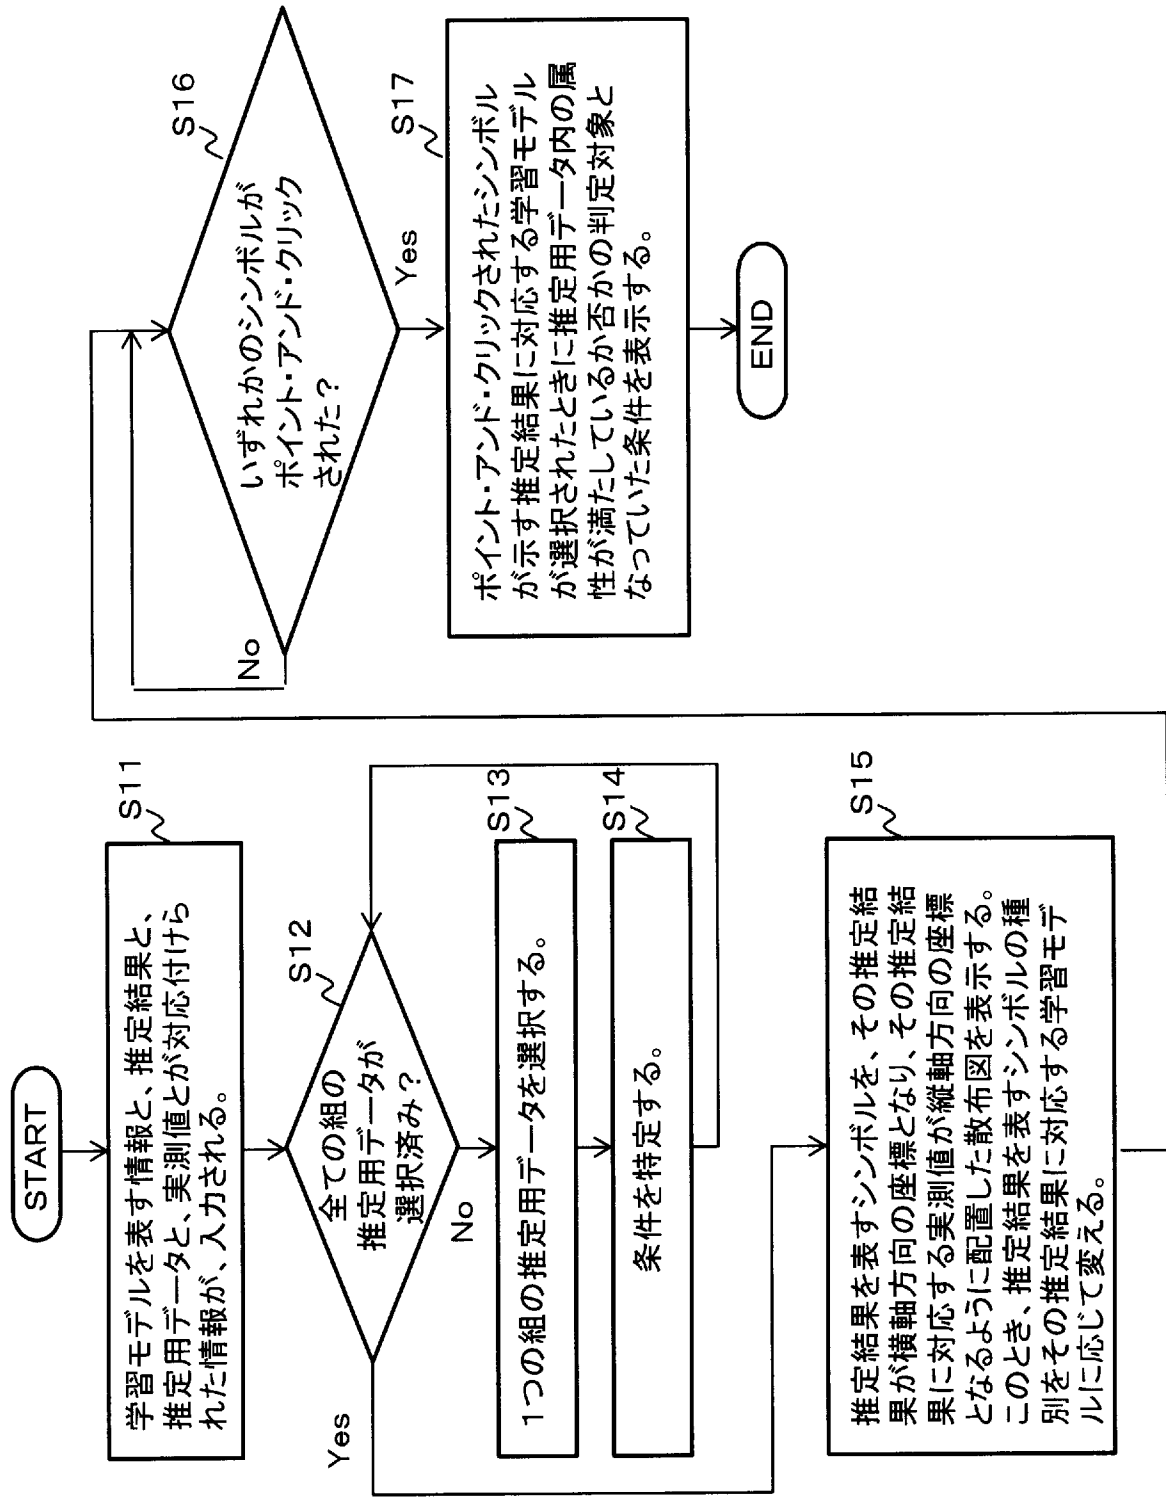 START
S11
学習モデルを表す情報と、推定結果と、
推定用データと、実測値とが対応付けら
れた情報が、入力される。
S12
全ての組の
推定用データが
選択済み？
Yes
No
S13
1つの組の推定用データを選択する。
S14
条件を特定する。
S15
推定結果を表すシンボルを、その推定結
果が横軸方向の座標となり、その推定結
果に対応する実測値が縦軸方向の座標
となるように配置した散布図を表示する。
このとき、推定結果を表すシンボルの種
別をその推定結果に対応する学習モデ
ルに応じて変える。
S16
いずれかのシンボルが
ポイント・アンド・クリック
された？
No
Yes
S17
ポイント・アンド・クリックされたシンボル
が示す推定結果に対応する学習モデル
が選択されたときに推定用データ内の属
性が満たしているか否かの判定対象と
なっていた条件を表示する。
END